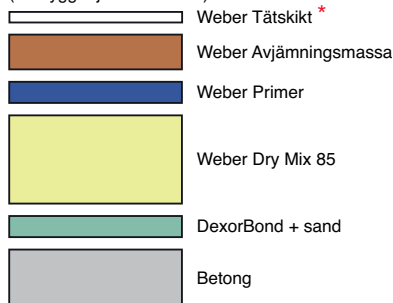 Weber Tätskikt *
Weber Avjämningsmassa
Weber Primer
Weber Dry Mix 85
DexorBond + sand
Betong